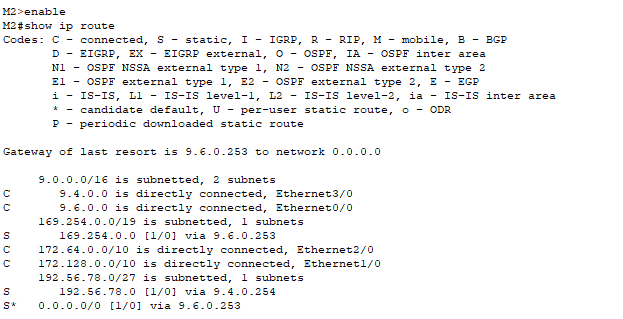 M2>enable
M2#show ip route
Codes: C - connected, S - static, I - IGRP, R - RIP, M - mobile, B - BGP
       D - EIGRP, EX - EIGRP external, O - OSPF, IA - OSPF inter area
       N1 - OSPF NSSA external type 1, N2 - OSPF NSSA external type 2
       E1 - OSPF external type 1, E2 - OSPF external type 2, E - EGP
       i - IS-IS, L1 - IS-IS level-1, L2 - IS-IS level-2, ia - IS-IS inter area
       * - candidate default, U - per-user static route, o - ODR
       P - periodic downloaded static route

Gateway of last resort is 9.6.0.253 to network 0.0.0.0

     9.0.0.0/16 is subnetted, 2 subnets
C       9.4.0.0 is directly connected, Ethernet3/0
C       9.6.0.0 is directly connected, Ethernet0/0
     169.254.0.0/19 is subnetted, 1 subnets
S       169.254.0.0 [1/0] via 9.6.0.253
C    172.64.0.0/10 is directly connected, Ethernet2/0
C    172.128.0.0/10 is directly connected, Ethernet1/0
     192.56.78.0/27 is subnetted, 1 subnets
S       192.56.78.0 [1/0] via 9.4.0.254
S*   0.0.0.0/0 [1/0] via 9.6.0.253